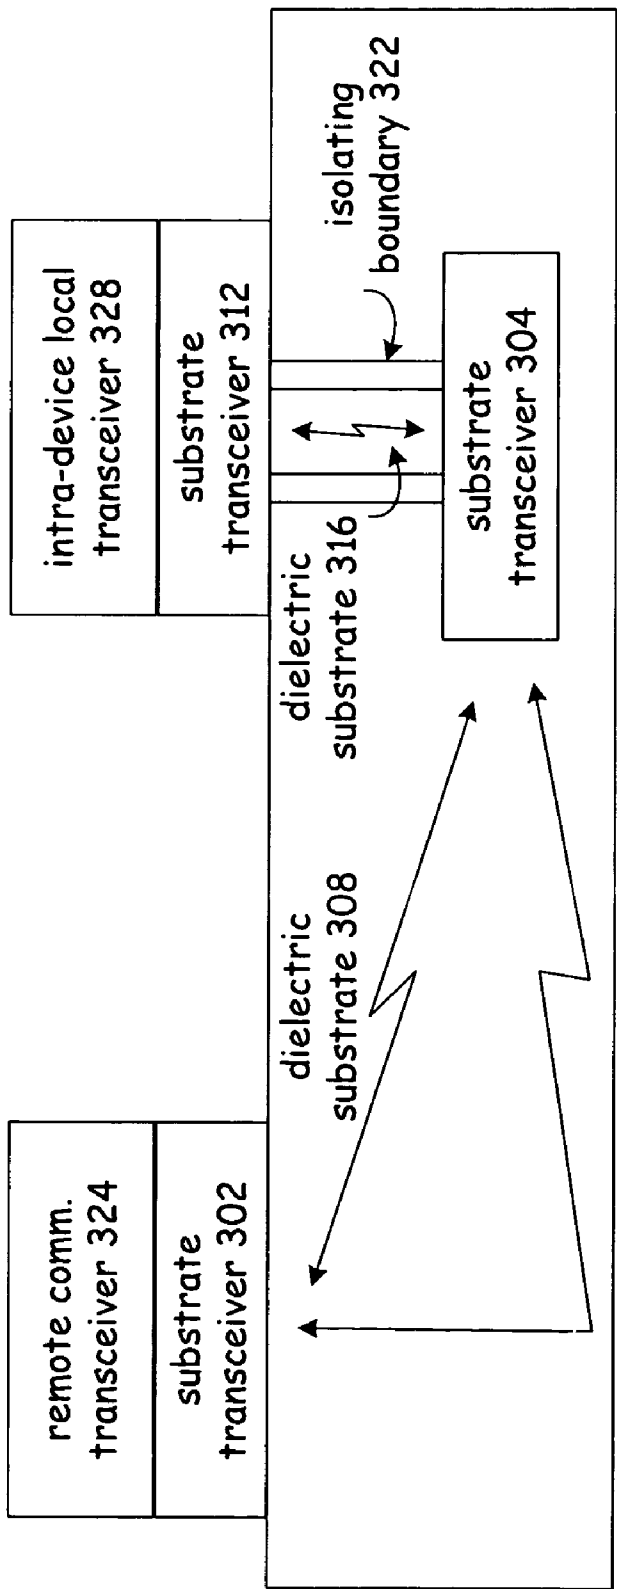 remote comm.
transceiver 324
substrate
transceiver 302
intra-device local
transceiver 328
substrate
transceiver 312
dielectric
substrate 308
dielectric
substrate 316
isolating
boundary 322
substrate
transceiver 304